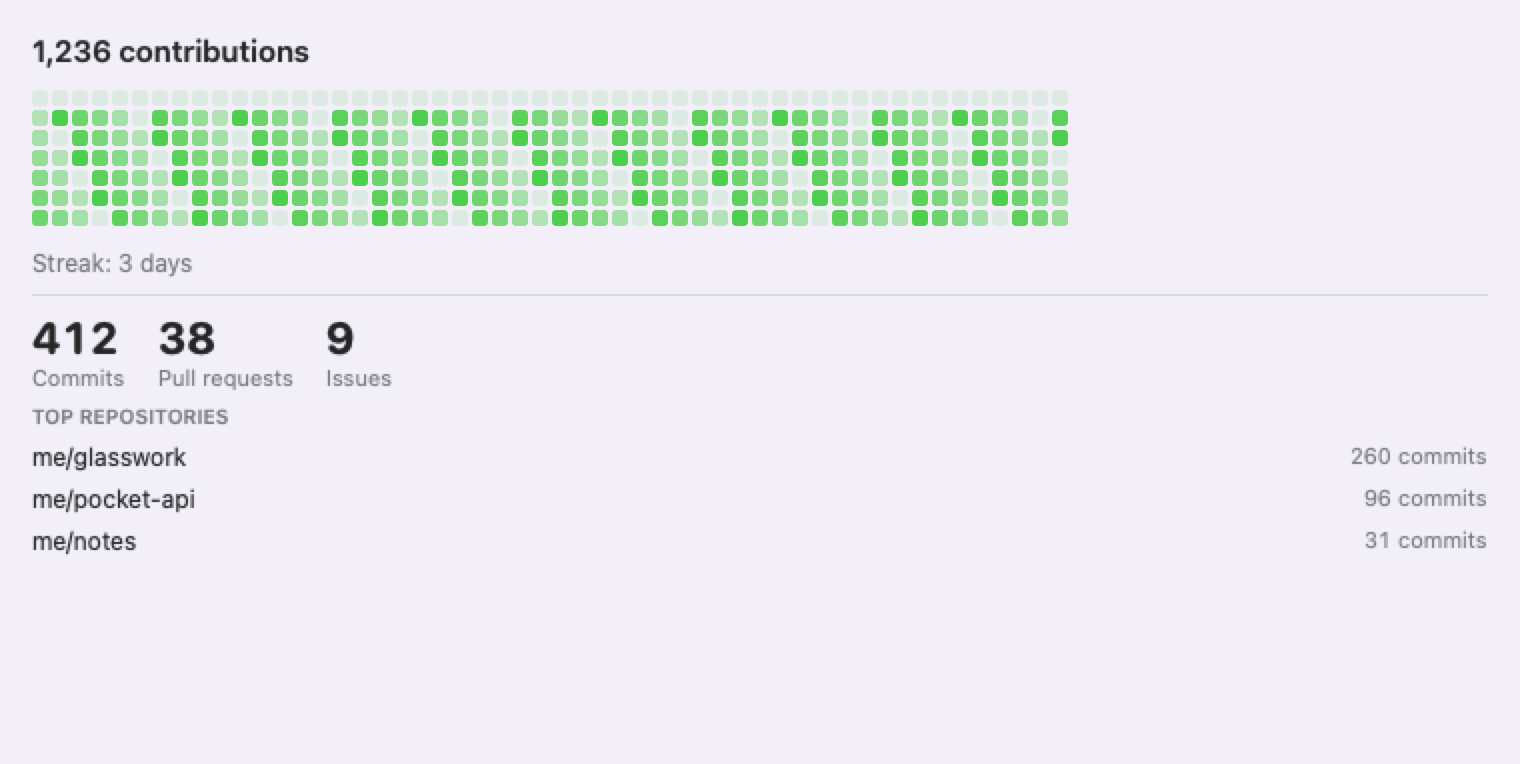 1,236 contributions
Streak: 3 days
412 38 9
Commits Pull requests Issues
TOP REPOSITORIES
me/glasswork 260 commits
me/pocket-api 96 commits
me/notes 31 commits